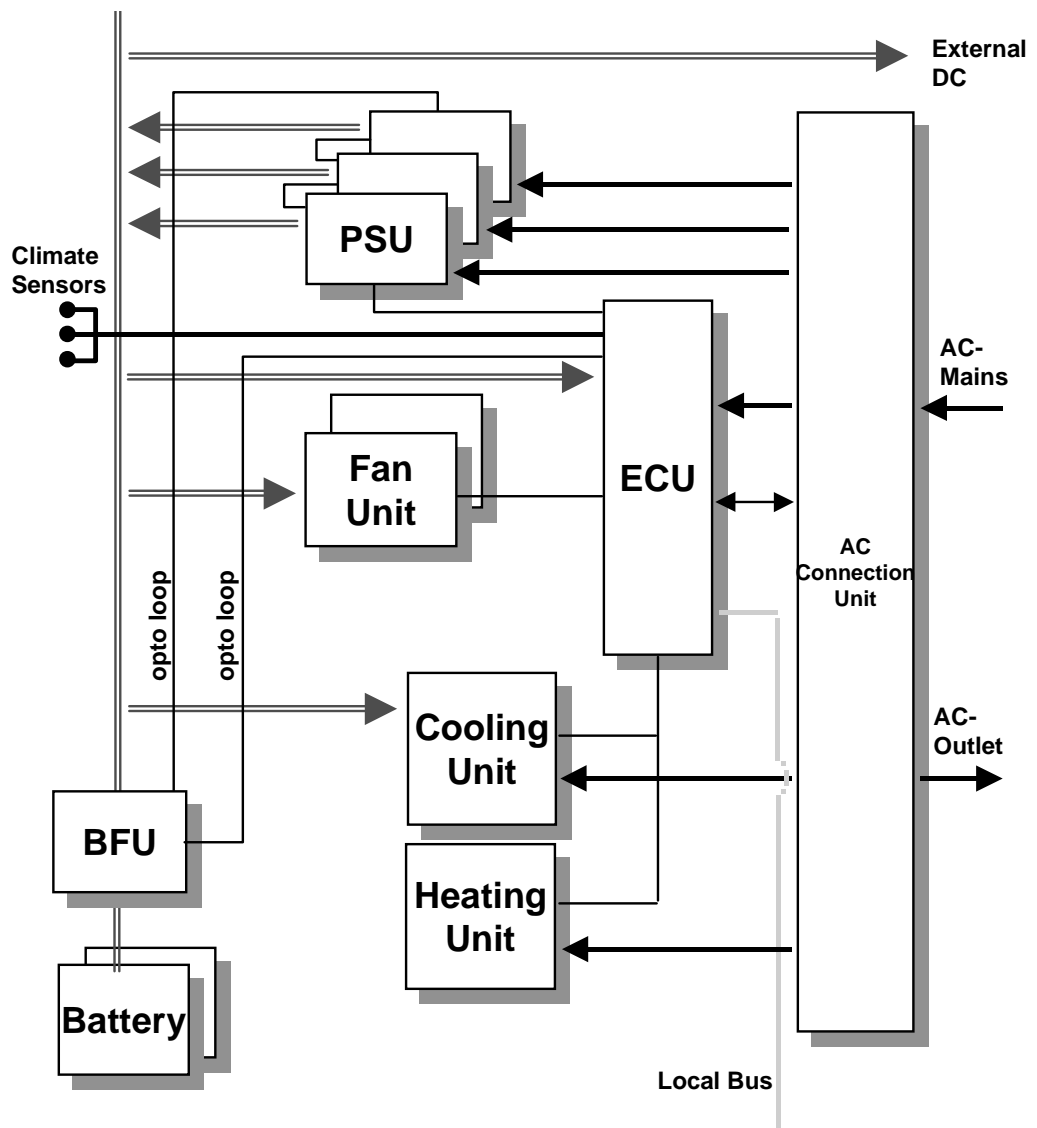 External
DC
PSU
Climate
Sensors
AC-
Mains
ECU
Fan
Unit
AC
Connection
Unit
opto loop
opto loop
Cooling
Unit
AC-
Outlet
BFU
Heating
Unit
Battery
Local Bus